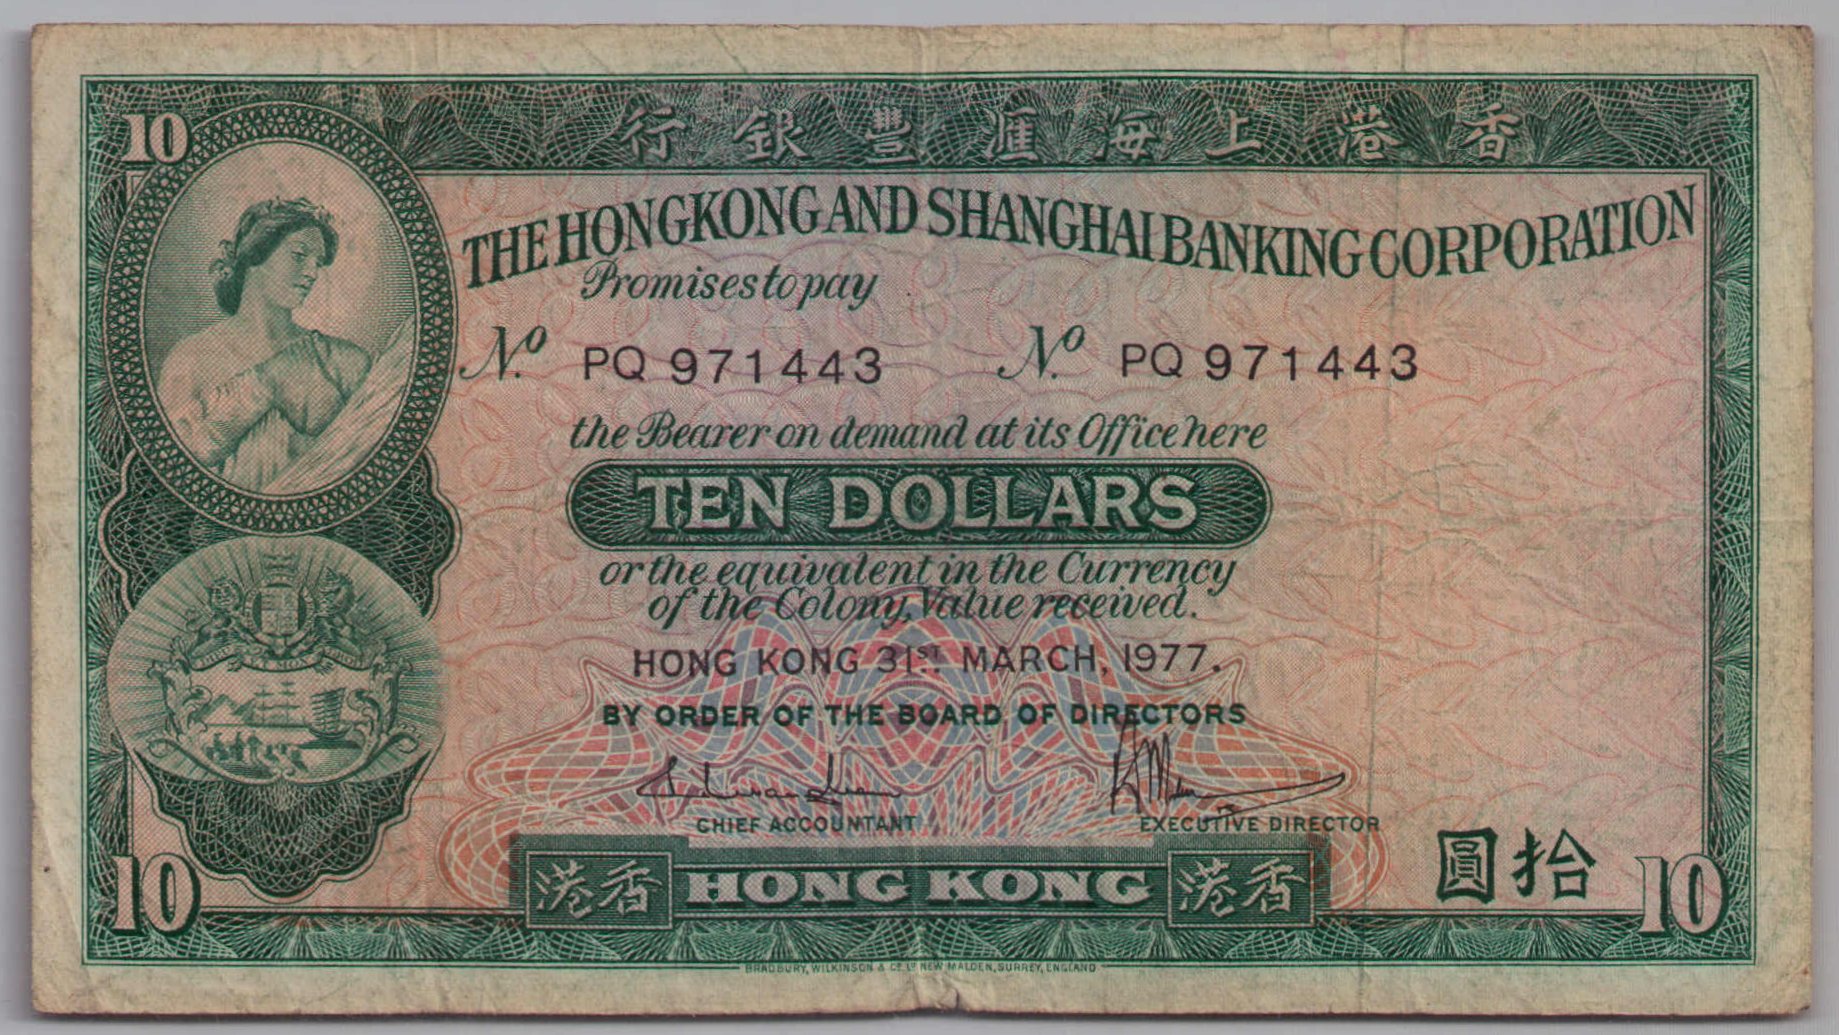 10
行銀豐滙海上港香
THE HONGKONG AND SHANGHAI BANKING CORPORATION
Promises to pay
No. PQ 971443 No. PQ 971443
the Bearer on demand at its Office here
TEN DOLLARS
or the equivalent in the Currency
of the Colony, Value received.
HONG KONG 31ST MARCH, 1977.
BY ORDER OF THE BOARD OF DIRECTORS
CHIEF ACCOUNTANT EXECUTIVE DIRECTOR
10 港香 HONG KONG 港香 圓拾 10
BRADBURY, WILKINSON & Co. Ld. NEW MALDEN, SURREY, ENGLAND